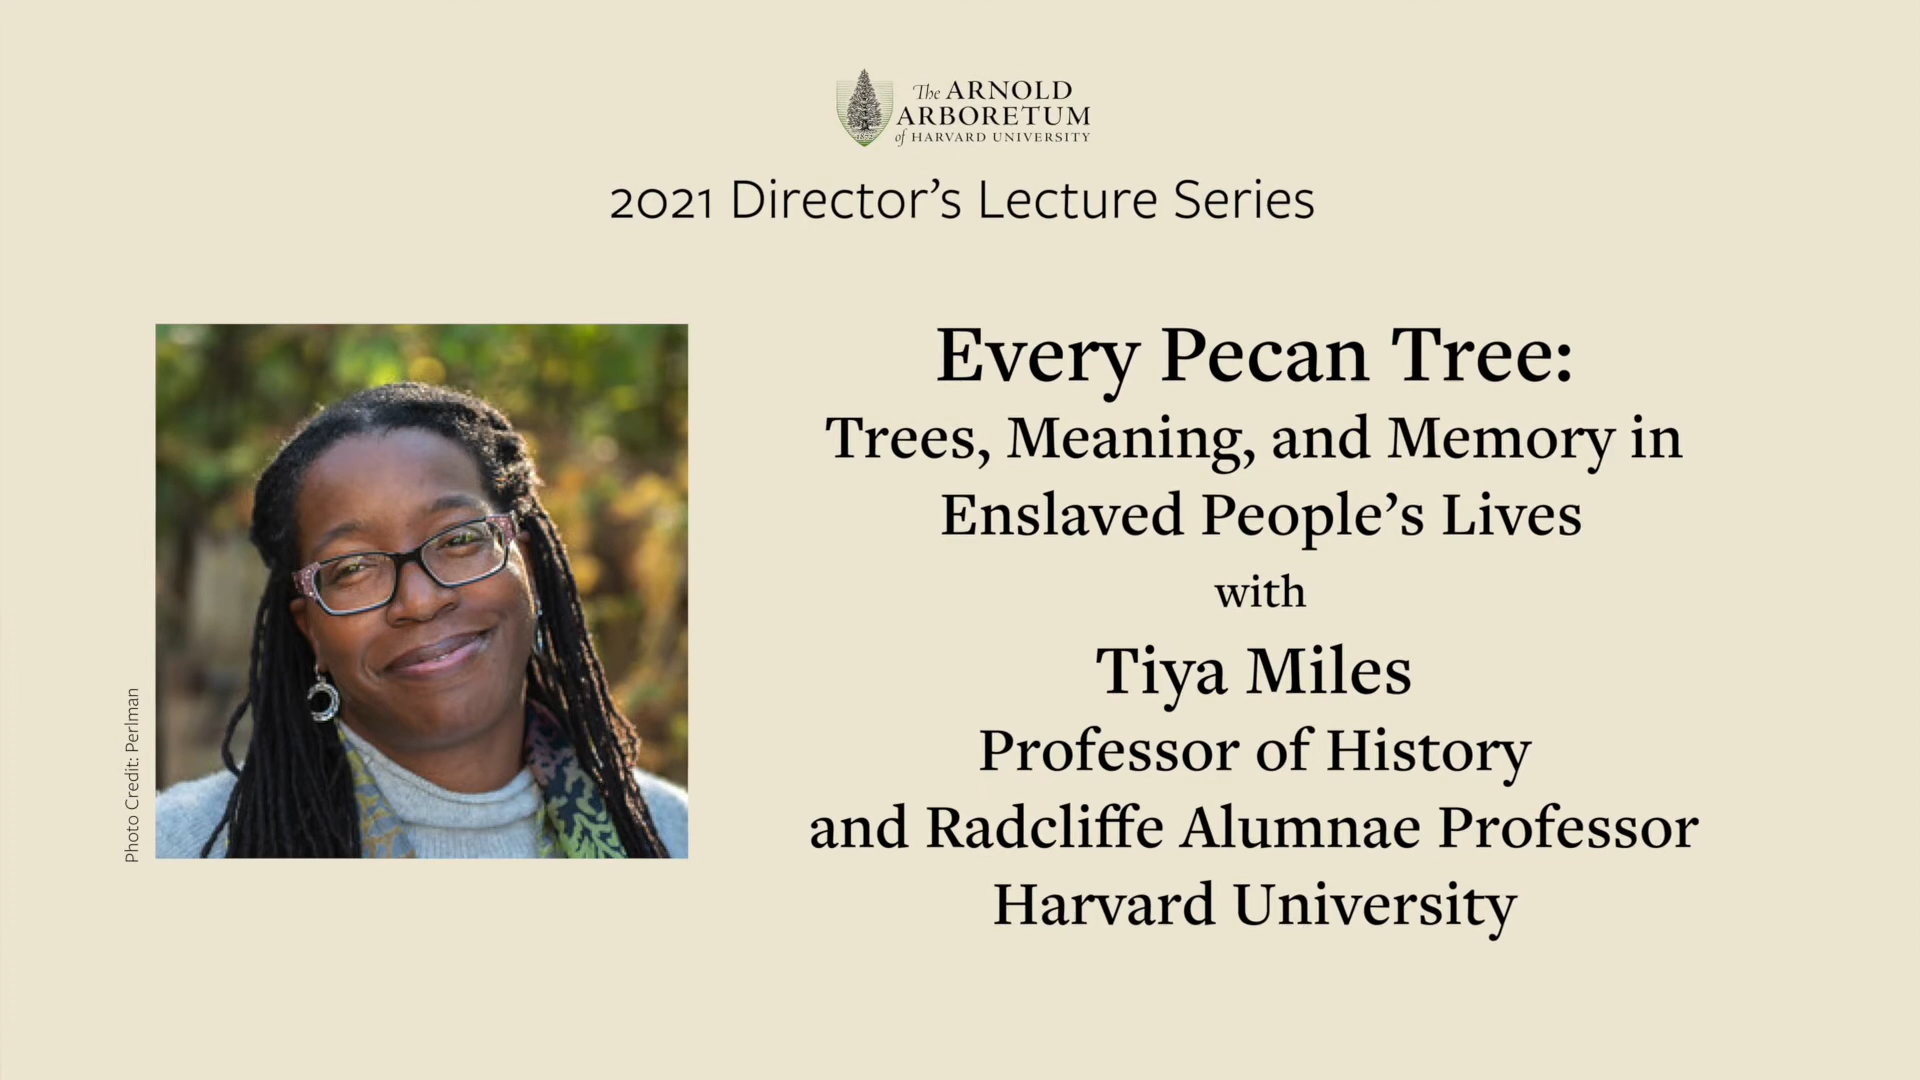 The ARNOLD
ARBORETUM
of HARVARD UNIVERSITY
1872
2021 Director’s Lecture Series
Every Pecan Tree:
Trees, Meaning, and Memory in
Enslaved People’s Lives
with
Tiya Miles
Professor of History
and Radcliffe Alumnae Professor
Harvard University
Photo Credit: Perlman